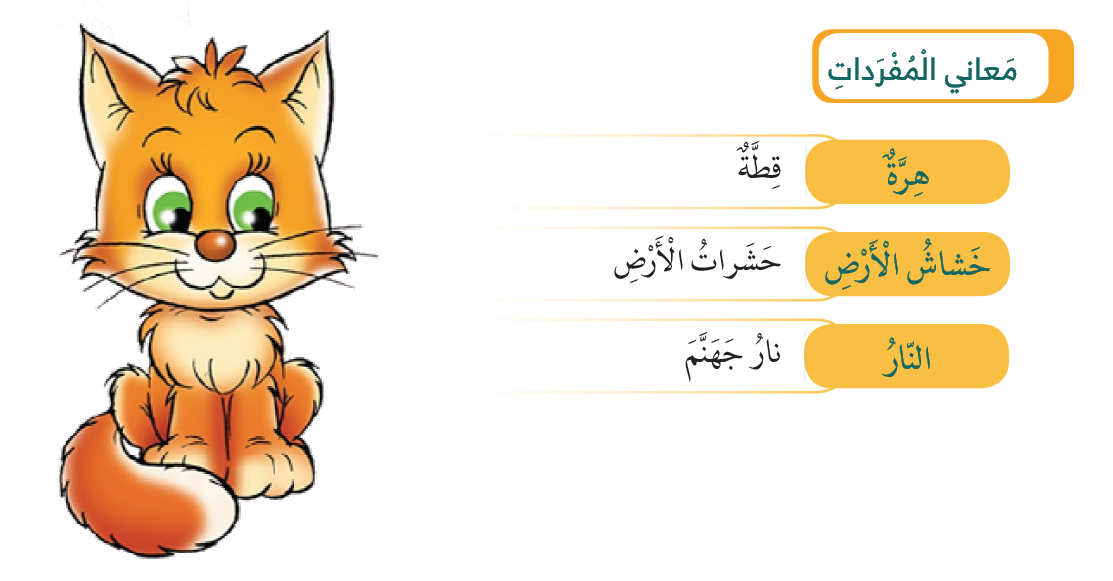 مَعاني الْمُفْرَداتِ
هِرَّةٌ قِطَّةٌ
خَشاشُ الْأَرْضِ حَشَراتُ الْأَرْضِ
النّارُ نارُ جَهَنَّمَ